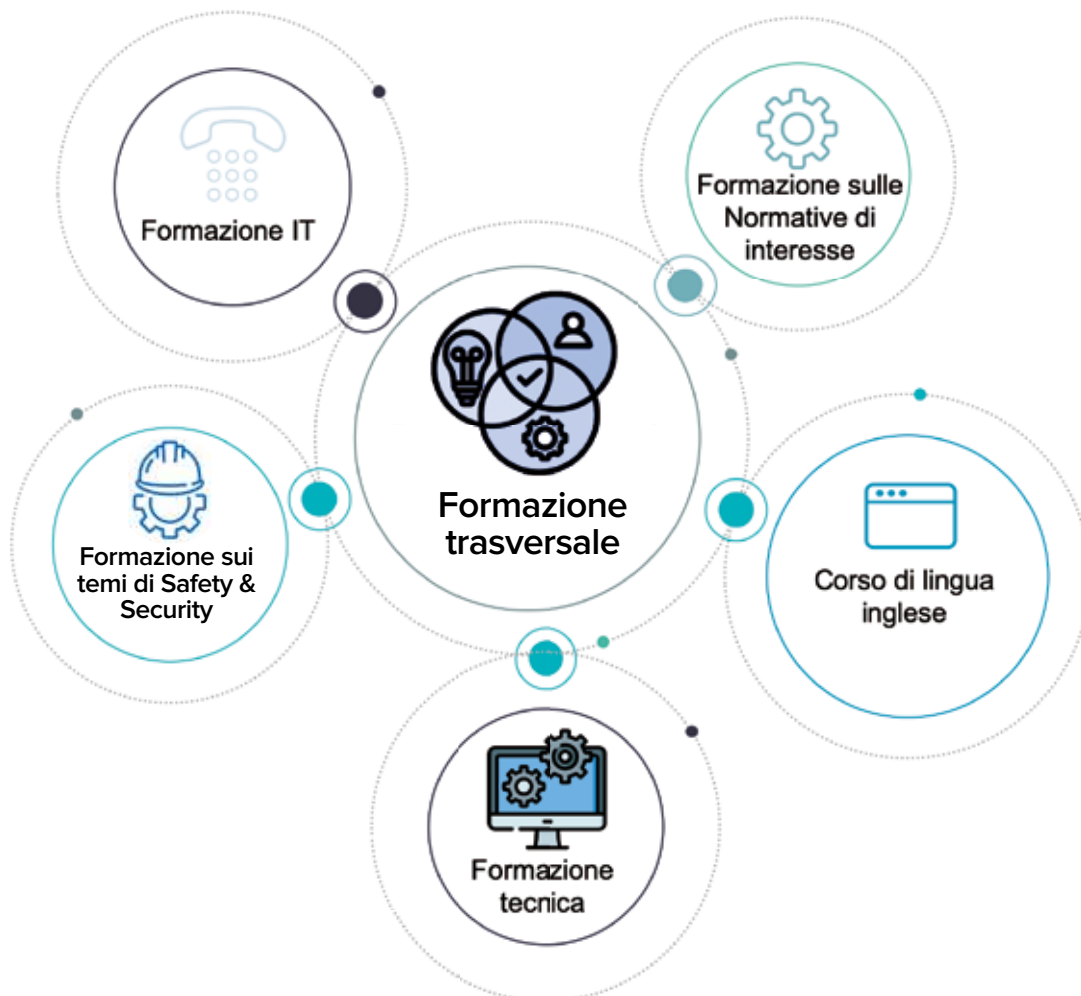 Formazione IT
Formazione sulle
Normative di
interesse
Formazione
trasversale
Formazione sui
temi di Safety &
Security
Corso di lingua
inglese
Formazione
tecnica